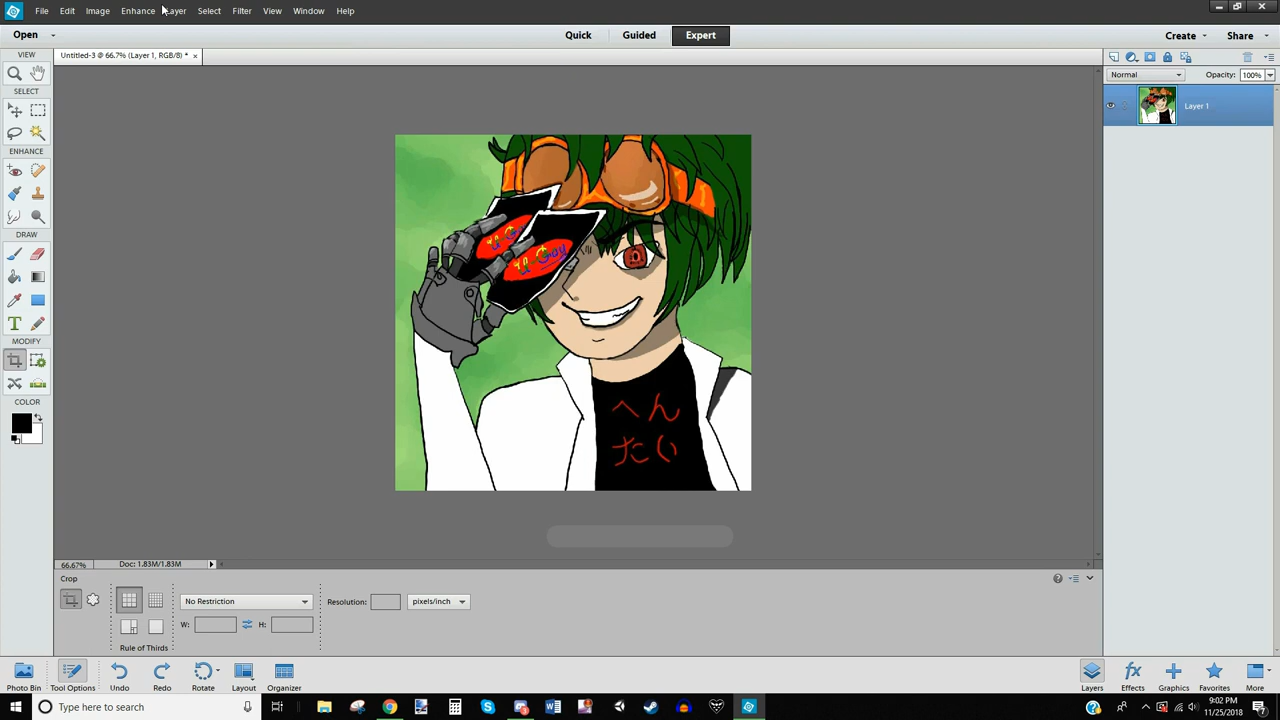 File Edit Image Enhance Layer Select Filter View Window Help
Open Quick Guided Expert Create Share
VIEW Untitled-3 @ 66.7% (Layer 1, RGB/8) * ×
Normal Opacity: 100%
SELECT
Layer 1
ENHANCE
U Gay
U Gay
DRAW
MODIFY
COLOR
へん
たい
66.67% Doc: 1.83M/1.83M
Crop
No Restriction Resolution: pixels/inch
W: H:
Rule of Thirds
Photo Bin Tool Options Undo Redo Rotate Layout Organizer Layers Effects Graphics Favorites More
Type here to search
9:02 PM
11/25/2018